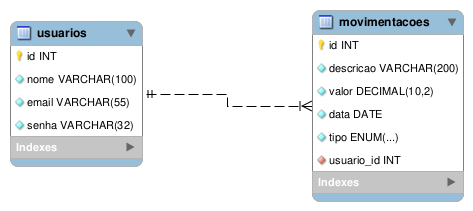 usuarios
id INT
nome VARCHAR(100)
email VARCHAR(55)
senha VARCHAR(32)
Indexes
movimentacoes
id INT
descricao VARCHAR(200)
valor DECIMAL(10,2)
data DATE
tipo ENUM(...)
usuario_id INT
Indexes